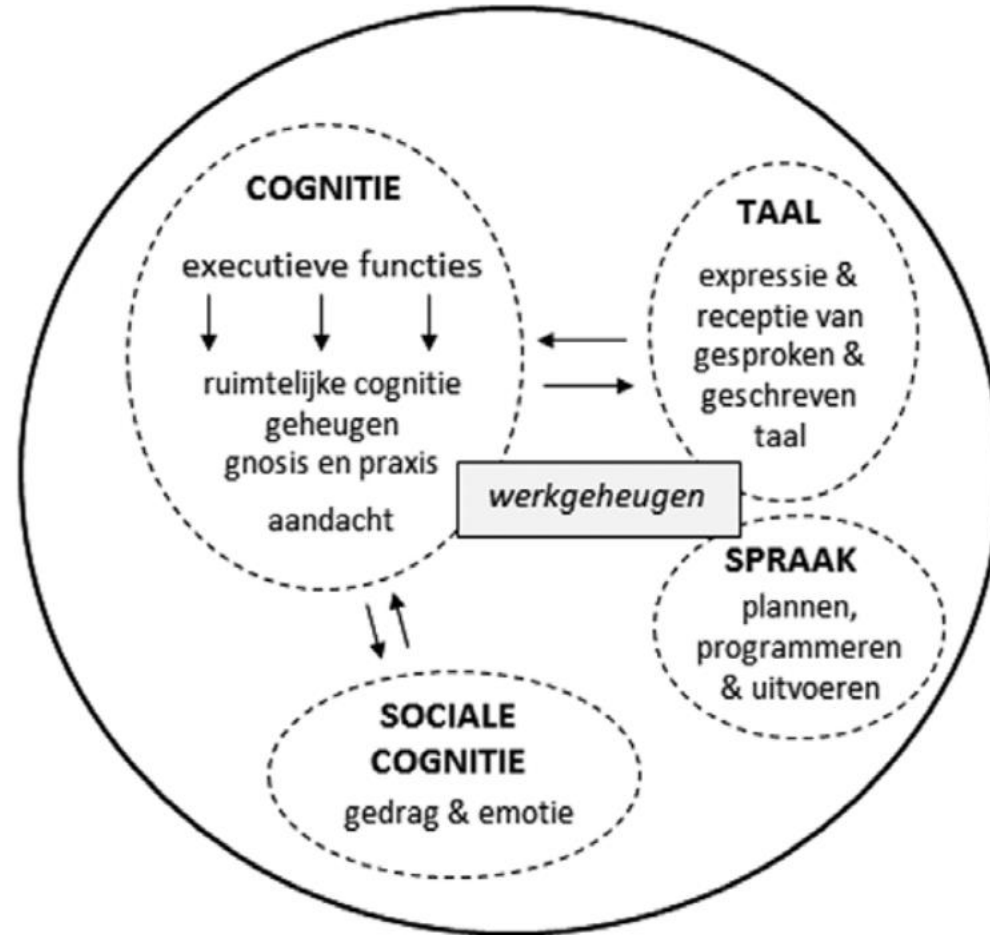 COGNITIE
executieve functies
ruimtelijke cognitie
geheugen
gnosis en praxis
aandacht
TAAL
expressie &
receptie van
gesproken &
geschreven
taal
werkgeheugen
SPRAAK
plannen,
programmeren
& uitvoeren
SOCIALE
COGNITIE
gedrag & emotie